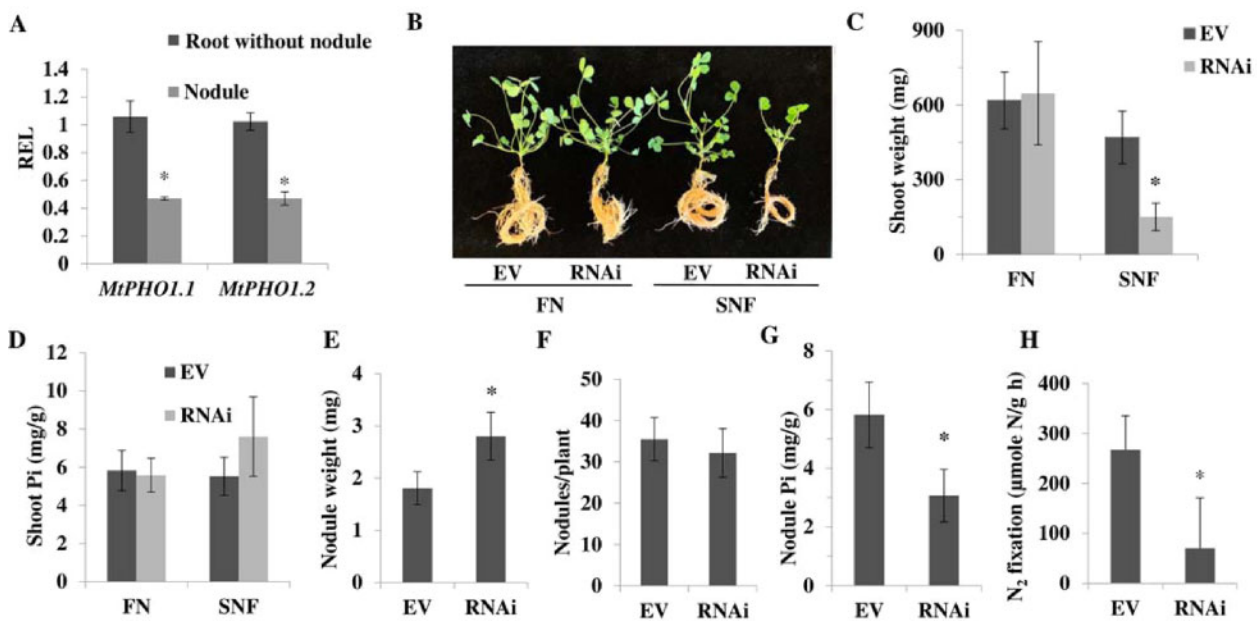 A
Root without nodule
Nodule
REL
1.4
1.2
1
0.8
0.6
0.4
0.2
0
*
*
MtPHO1.1
MtPHO1.2
B
EV
RNAi
EV
RNAi
FN
SNF
C
EV
RNAi
Shoot weight (mg)
900
600
300
0
*
FN
SNF
D
EV
RNAi
Shoot Pi (mg/g)
12
10
8
6
4
2
0
FN
SNF
E
Nodule weight (mg)
4
3
2
1
0
*
EV
RNAi
F
Nodules/plant
50
40
30
20
10
0
EV
RNAi
G
Nodule Pi (mg/g)
8
6
4
2
0
*
EV
RNAi
H
N₂ fixation (µmole N/g h)
400
300
200
100
0
*
EV
RNAi